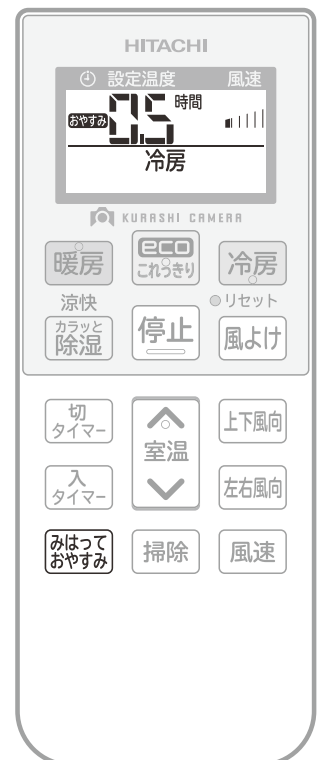 HITACHI
設定温度 風速
おやすみ 0.5 時間
冷房
KURASHI CAMERA
暖房 eco これっきり 冷房
涼快 リセット
カラッと除湿 停止 風よけ
切タイマー 室温 上下風向
入タイマー 左右風向
みはっておやすみ 掃除 風速